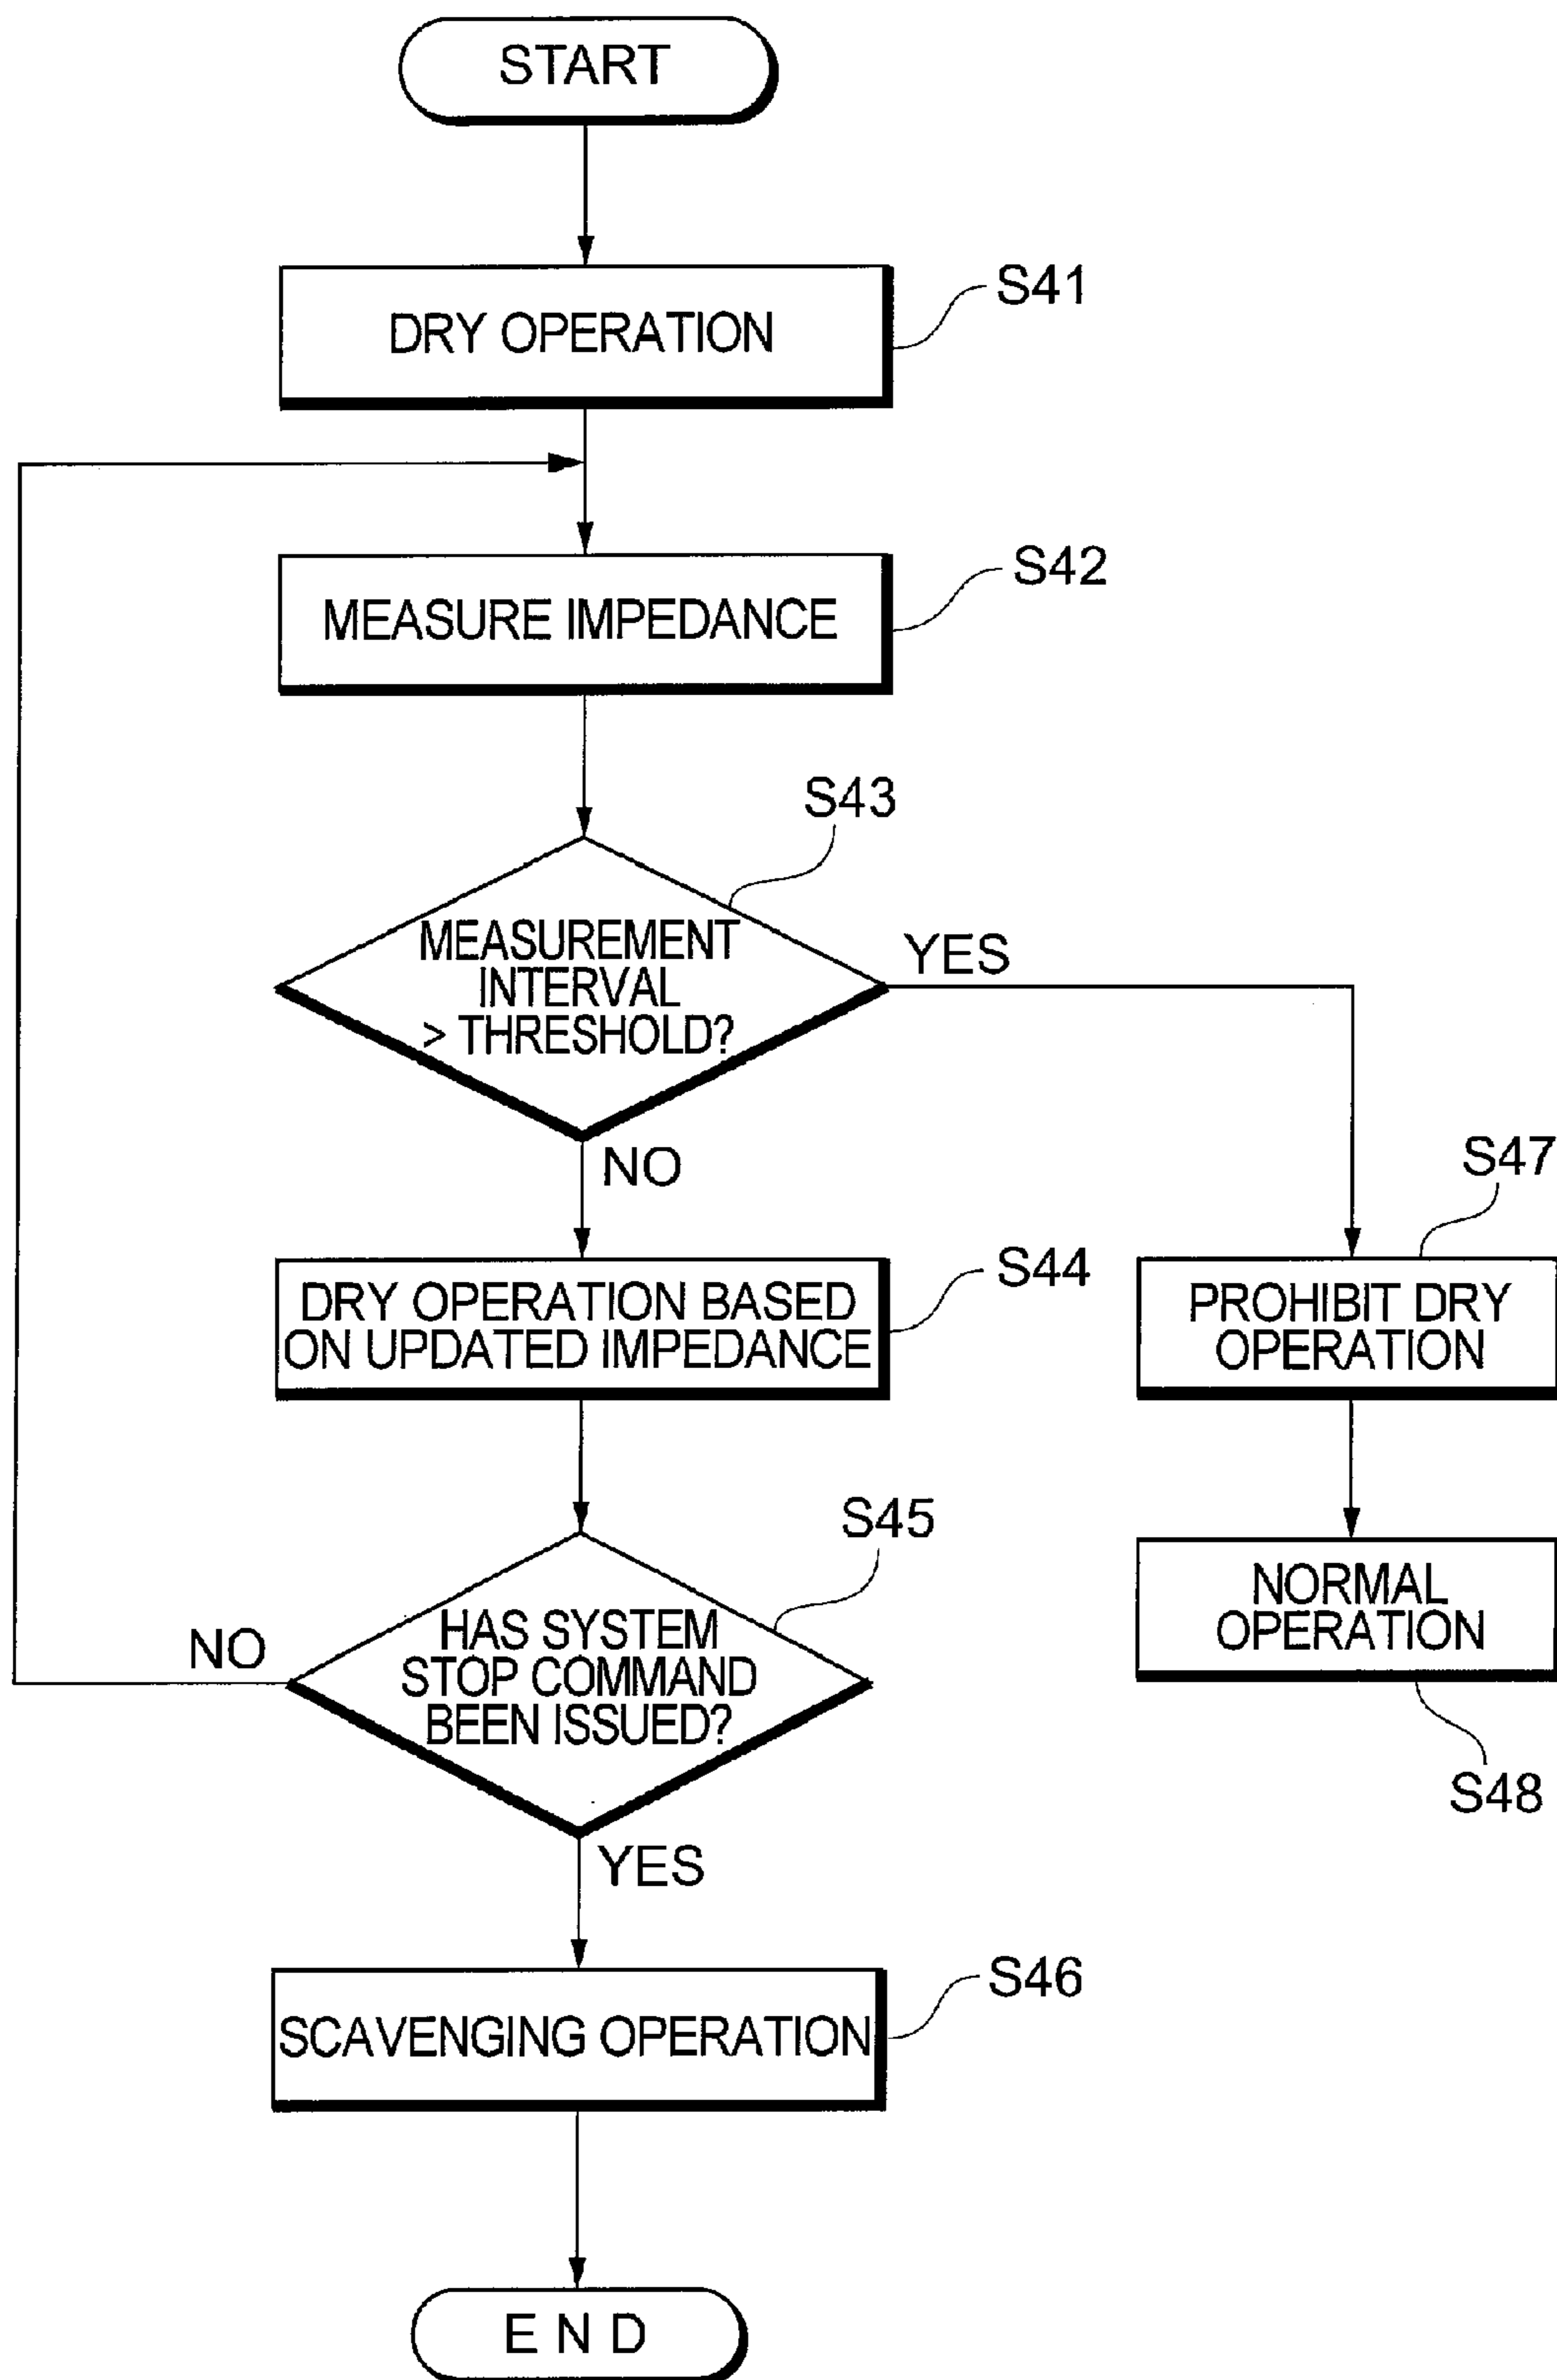 START
DRY OPERATION
S41
MEASURE IMPEDANCE
S42
S43
MEASUREMENT
INTERVAL
> THRESHOLD?
YES
NO
DRY OPERATION BASED
ON UPDATED IMPEDANCE
S44
S47
PROHIBIT DRY
OPERATION
S45
HAS SYSTEM
STOP COMMAND
BEEN ISSUED?
NO
YES
NORMAL
OPERATION
S48
SCAVENGING OPERATION
S46
E N D